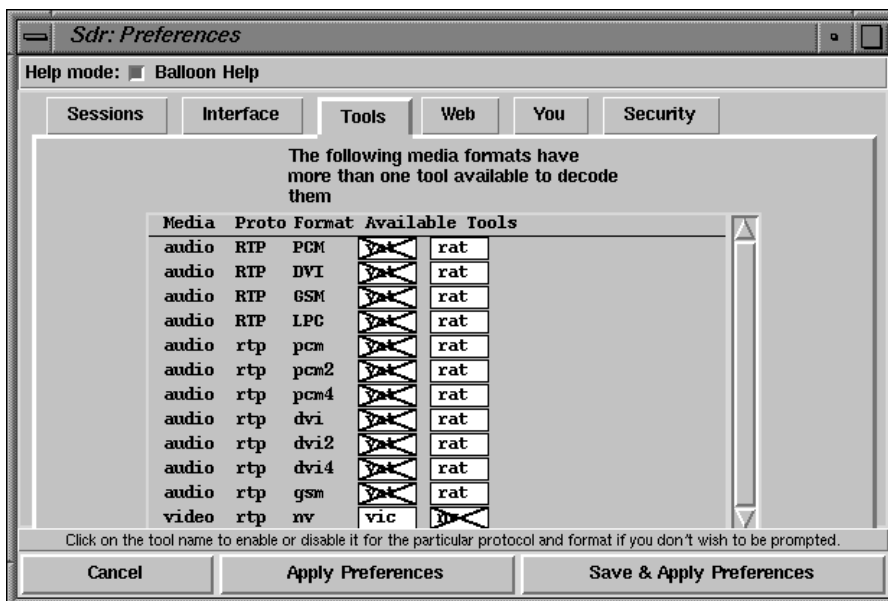 Sdr: Preferences
Help mode: Balloon Help
Sessions Interface Tools Web You Security
The following media formats have
more than one tool available to decode
them
Media Proto Format Available Tools
audio RTP PCM vat rat
audio RTP DVI vat rat
audio RTP GSM vat rat
audio RTP LPC vat rat
audio rtp pcm vat rat
audio rtp pcm2 vat rat
audio rtp pcm4 vat rat
audio rtp dvi vat rat
audio rtp dvi2 vat rat
audio rtp dvi4 vat rat
audio rtp gsm vat rat
video rtp nv vic nv
Click on the tool name to enable or disable it for the particular protocol and format if you don't wish to be prompted.
Cancel Apply Preferences Save & Apply Preferences